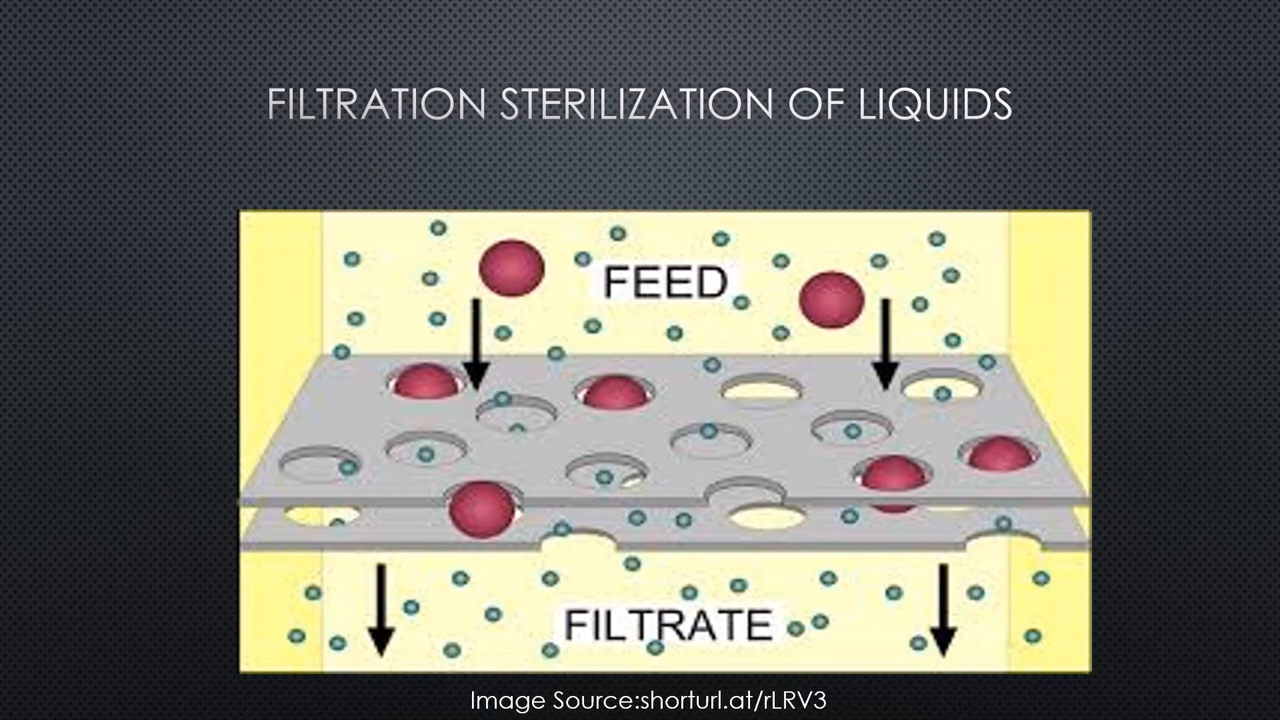 FILTRATION STERILIZATION OF LIQUIDS
FEED
FILTRATE
Image Source:shorturl.at/rLRV3